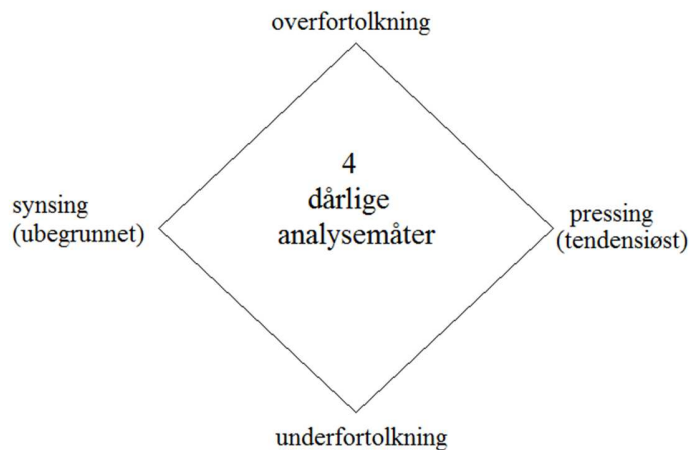 overfortolkning
4
dårlige
analysemåter
synsing
(ubegrunnet)
pressing
(tendensiøst)
underfortolkning